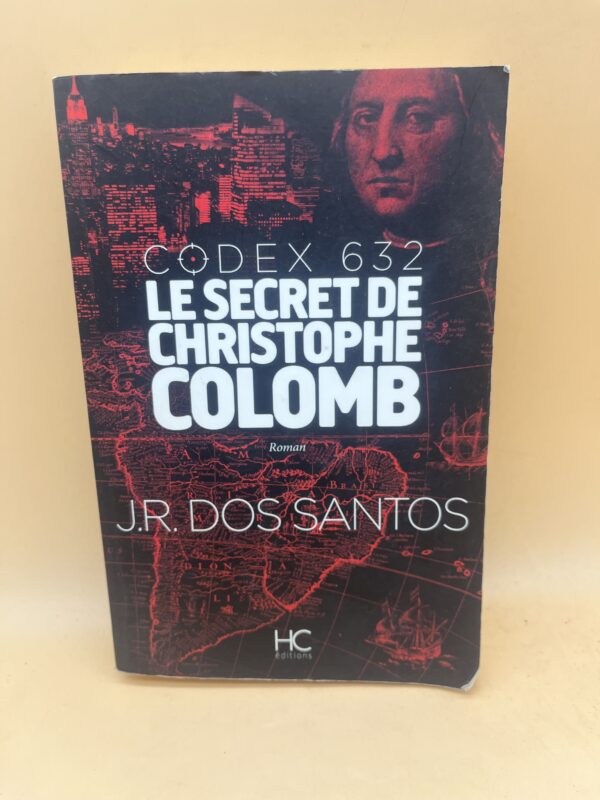 CODEX 632
LE SECRET DE
CHRISTOPHE
COLOMB
Roman
J.R. DOS SANTOS
HC
éditions